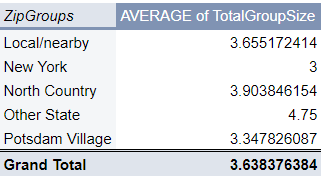 ZipGroups AVERAGE of TotalGroupSize
Local/nearby 3.655172414
New York 3
North Country 3.903846154
Other State 4.75
Potsdam Village 3.347826087
Grand Total 3.638376384